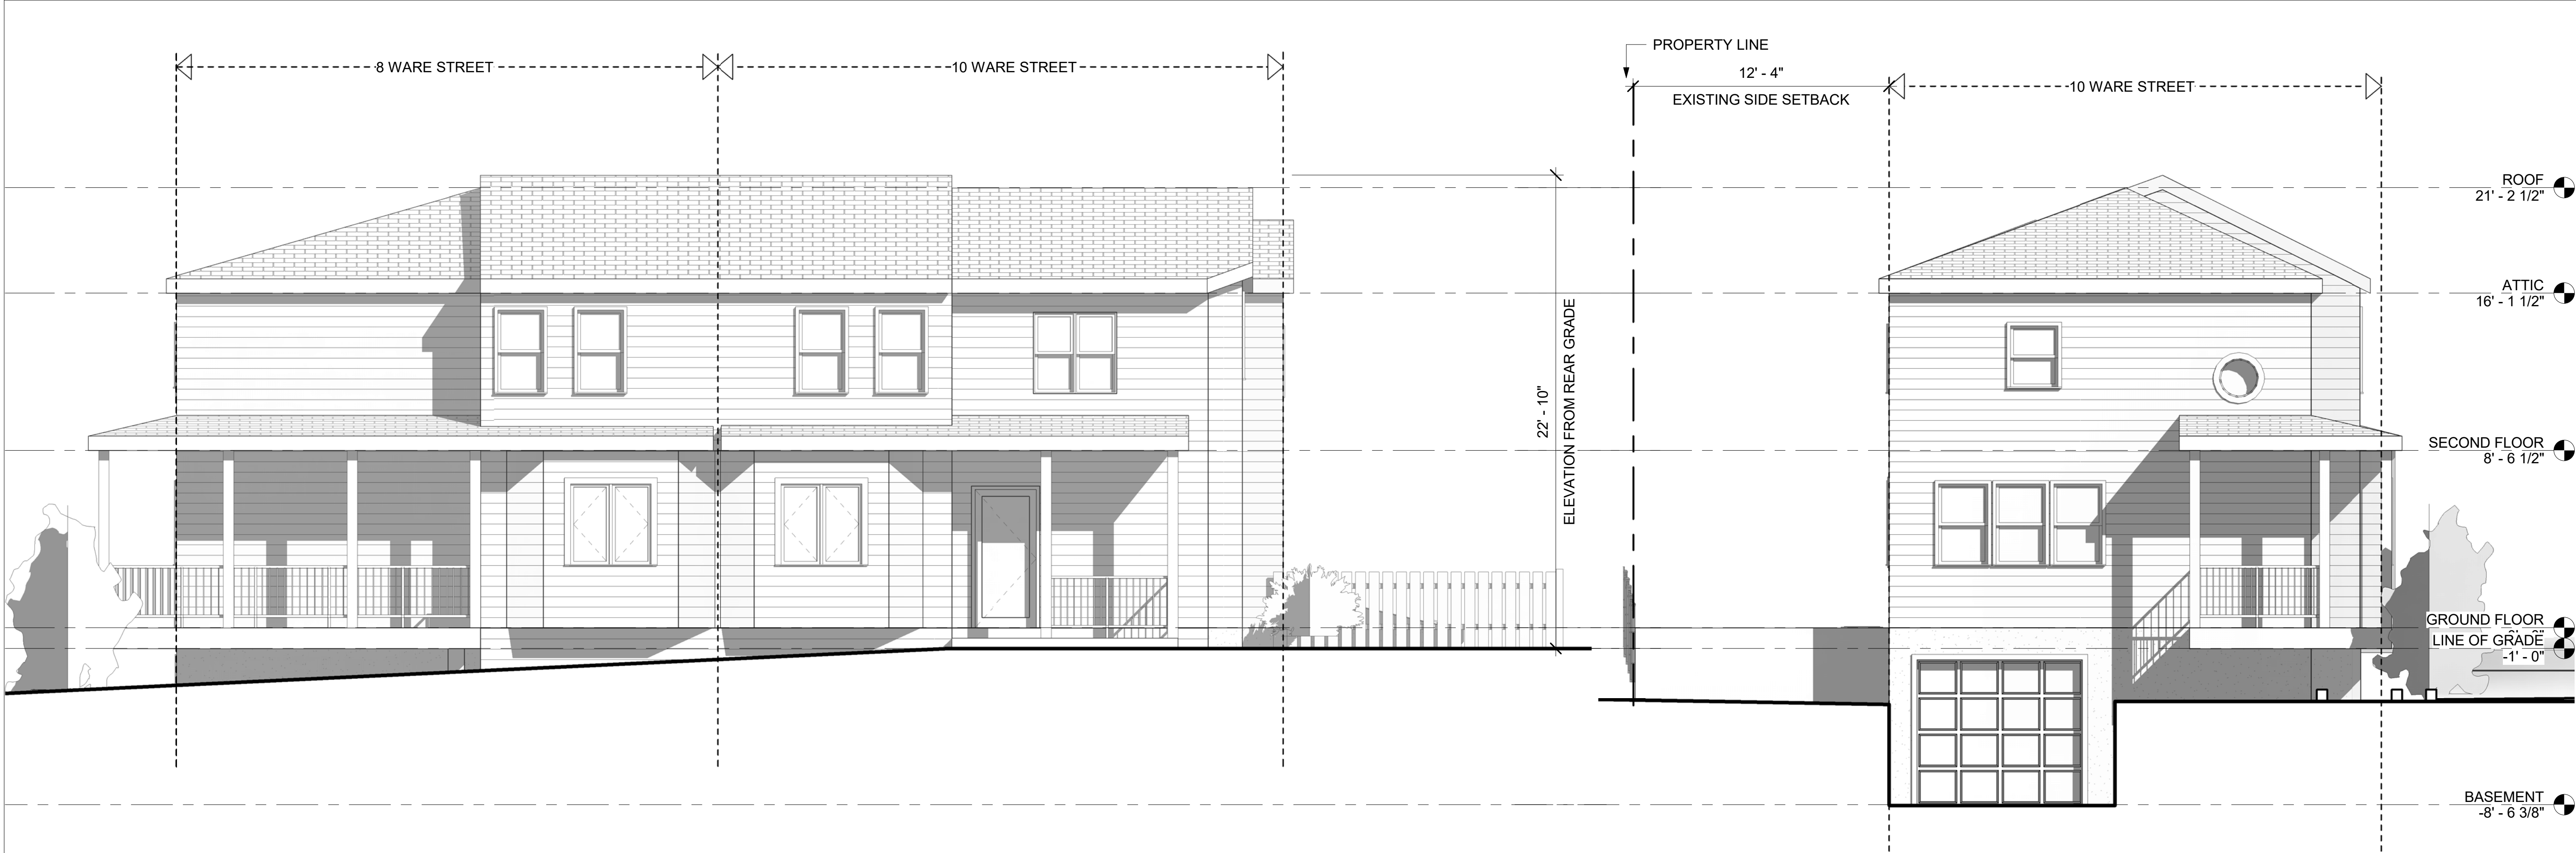 8 WARE STREET
10 WARE STREET
PROPERTY LINE
12' - 4"
EXISTING SIDE SETBACK
10 WARE STREET
22' - 10"
ELEVATION FROM REAR GRADE
ROOF
21' - 2 1/2"
ATTIC
16' - 1 1/2"
SECOND FLOOR
8' - 6 1/2"
GROUND FLOOR
LINE OF GRADE
-1' - 0"
BASEMENT
-8' - 6 3/8"